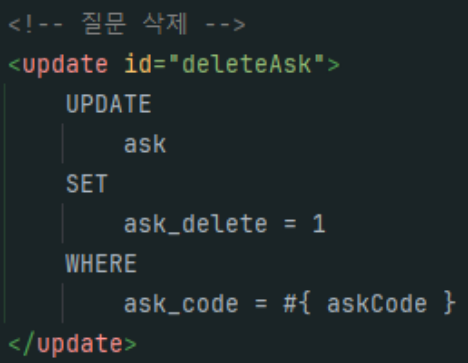 <!-- 질문 삭제 -->
<update id="deleteAsk">
UPDATE
ask
SET
ask_delete = 1
WHERE
ask_code = #{ askCode }
</update>